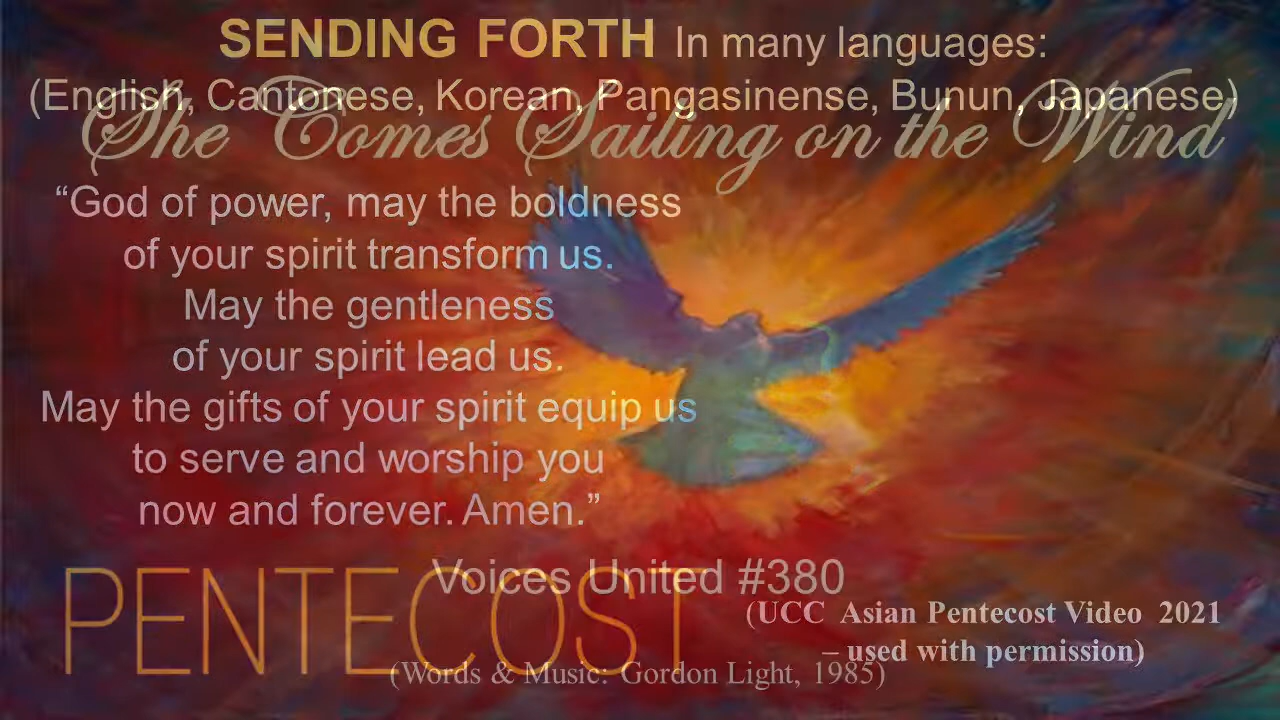 SENDING FORTH In many languages:
(English, Cantonese, Korean, Pangasinense, Bunun, Japanese)
She Comes Sailing on the Wind
“God of power, may the boldness
of your spirit transform us.
May the gentleness
of your spirit lead us.
May the gifts of your spirit equip us
to serve and worship you
now and forever. Amen.”
Voices United #380
PENTECOST
(UCC Asian Pentecost Video 2021
– used with permission)
(Words & Music: Gordon Light, 1985)